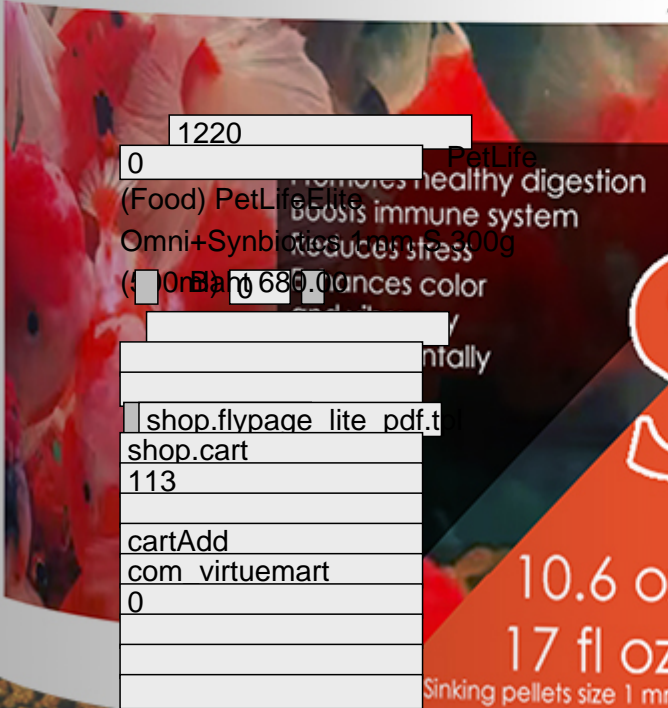 1220
0
PetLife
Promotes healthy digestion
(Food) PetLifeElite
Boosts immune system
Omni+Synbiotics 1mm S 300g
Reduces stress
Baht 680.00
0
color
shop.flypage_lite_pdf.tpl
shop.cart
113
cartAdd
com_virtuemart
0
10.6 o
17 fl oz
Sinking pellets size 1 mm